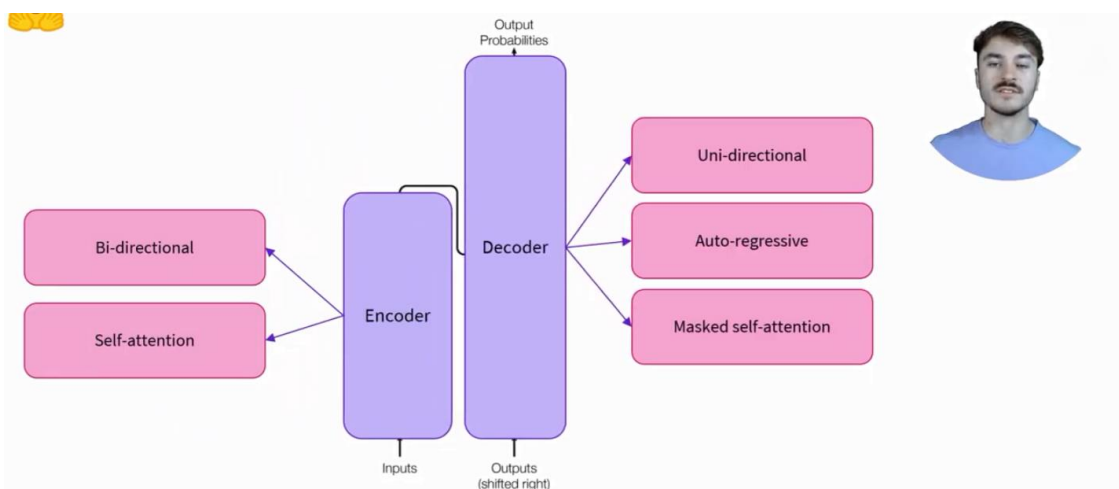 Output
Probabilities
Uni-directional
Bi-directional
Auto-regressive
Decoder
Encoder
Self-attention
Masked self-attention
Inputs
Outputs
(shifted right)